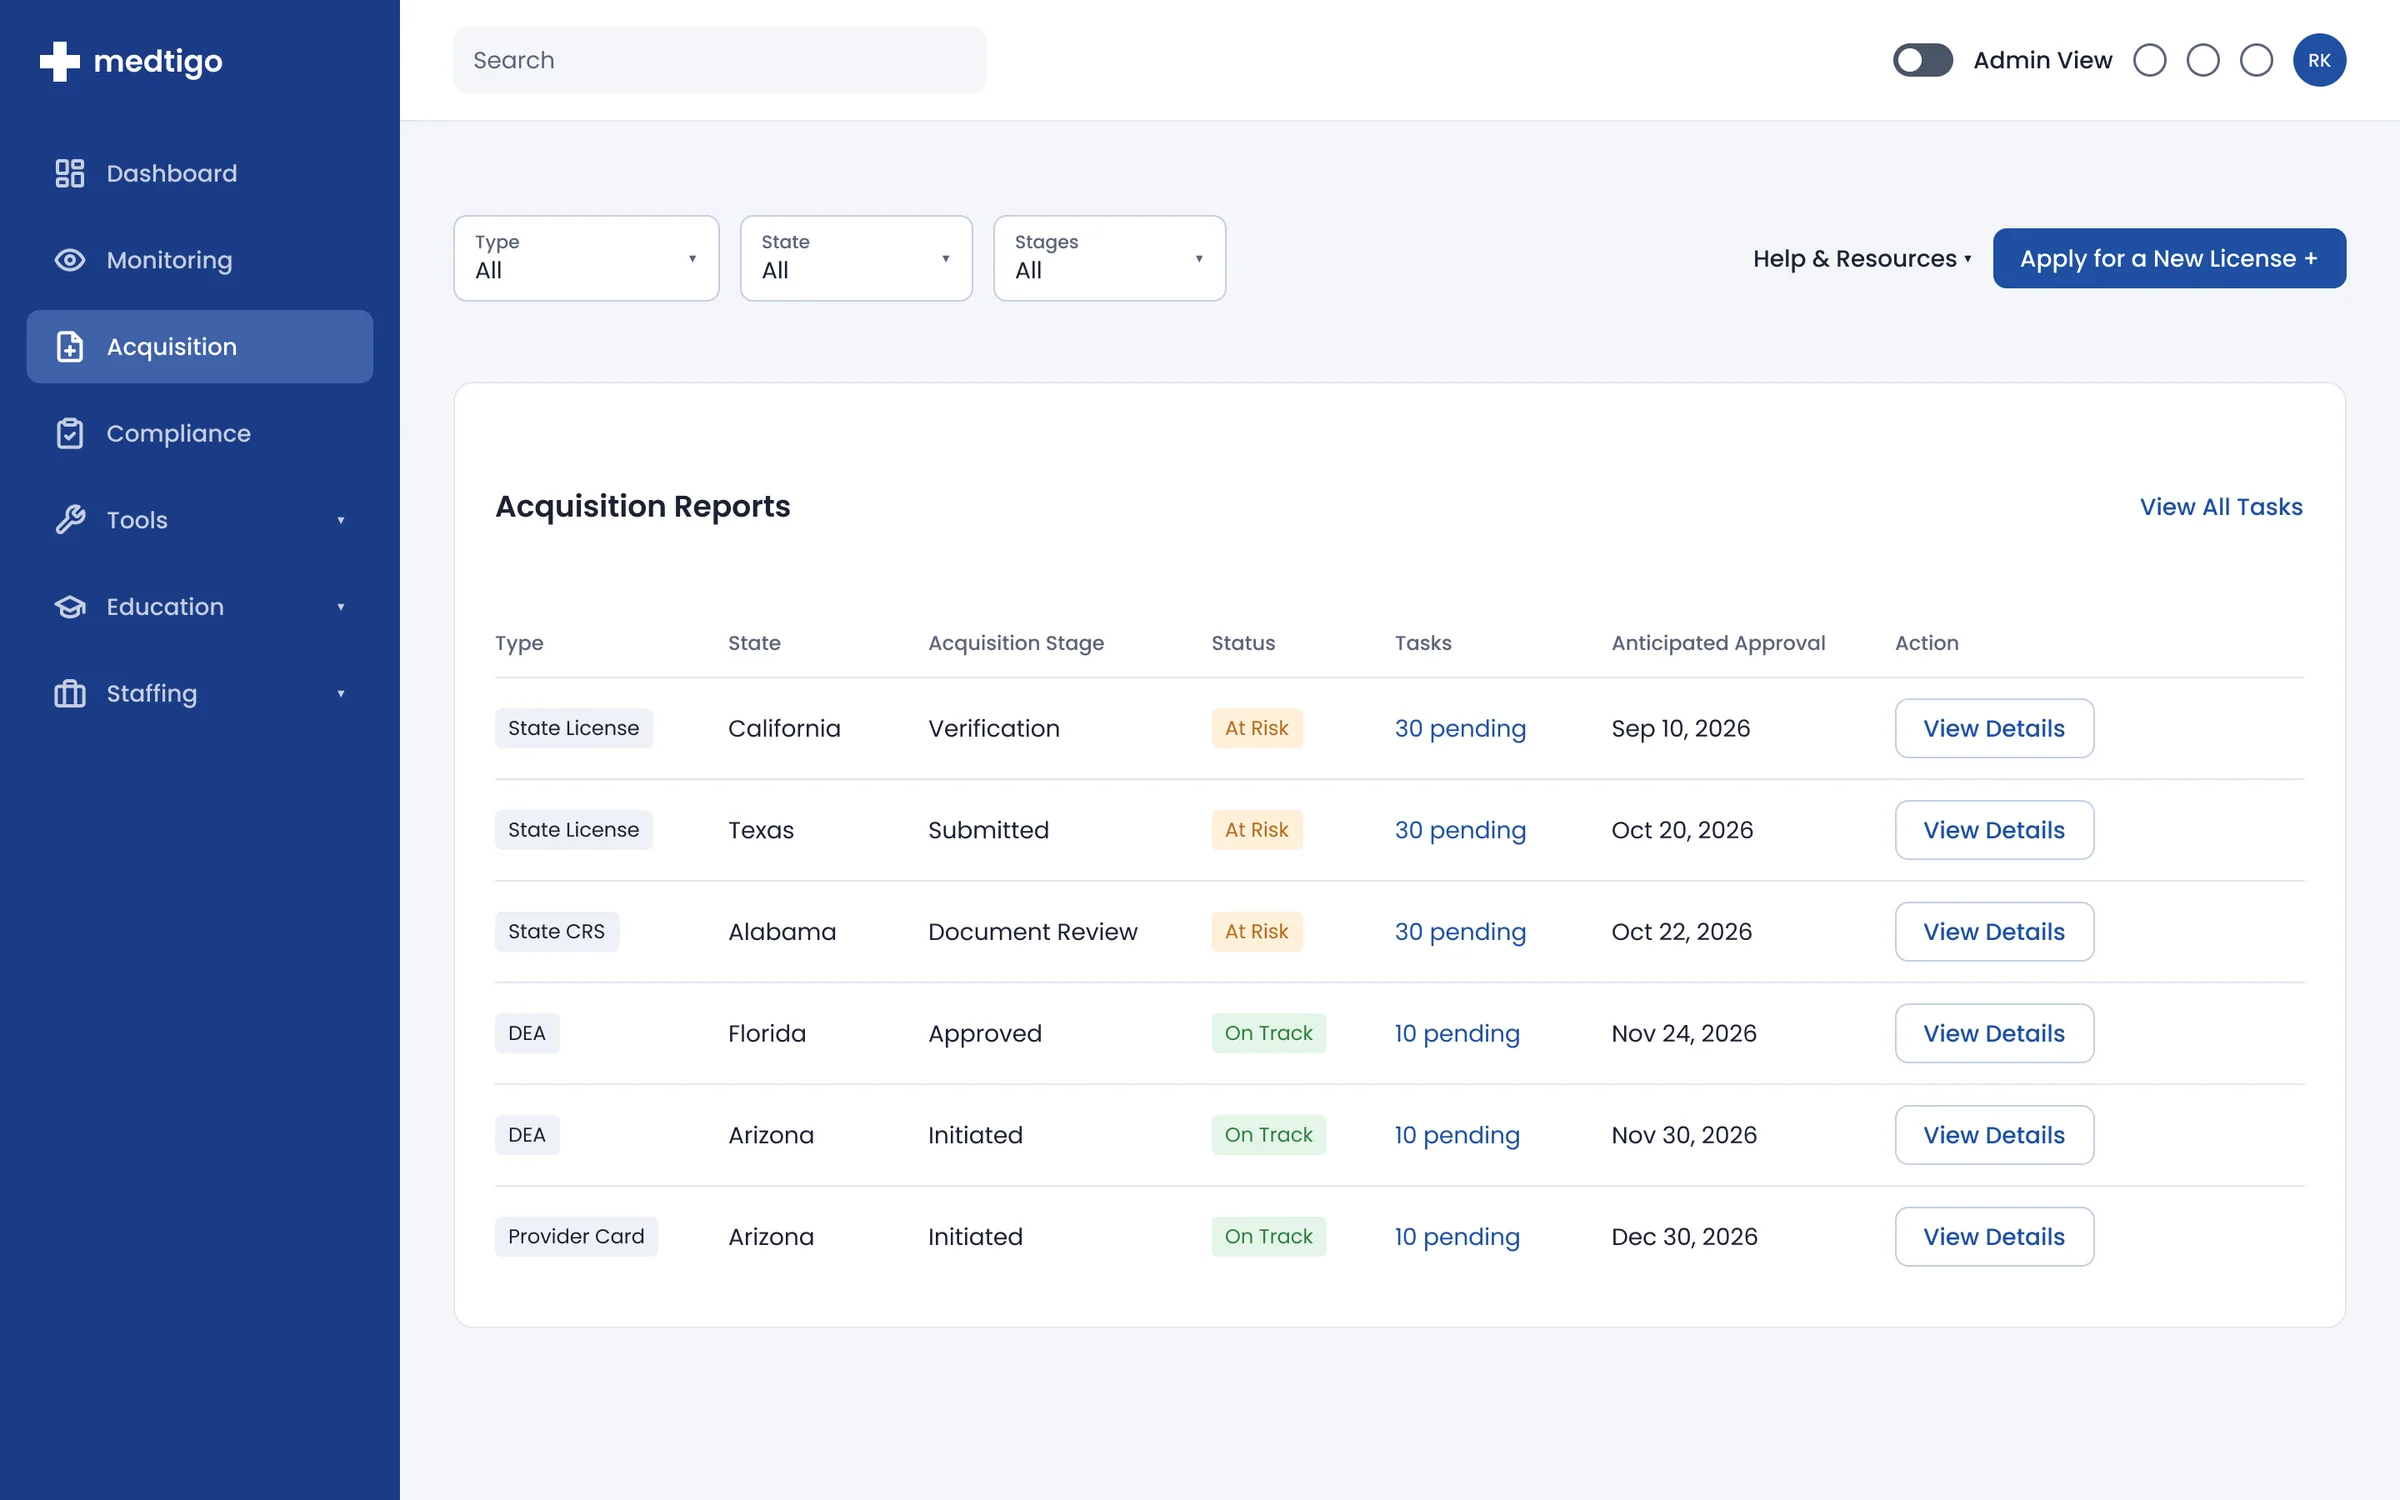 medtigo
Search
Admin View
RK
Dashboard
Monitoring
Acquisition
Compliance
Tools
Education
Staffing
Type
All
State
All
Stages
All
Help & Resources
Apply for a New License +
Acquisition Reports
View All Tasks
Type State Acquisition Stage Status Tasks Anticipated Approval Action
State License California Verification At Risk 30 pending Sep 10, 2026 View Details
State License Texas Submitted At Risk 30 pending Oct 20, 2026 View Details
State CRS Alabama Document Review At Risk 30 pending Oct 22, 2026 View Details
DEA Florida Approved On Track 10 pending Nov 24, 2026 View Details
DEA Arizona Initiated On Track 10 pending Nov 30, 2026 View Details
Provider Card Arizona Initiated On Track 10 pending Dec 30, 2026 View Details